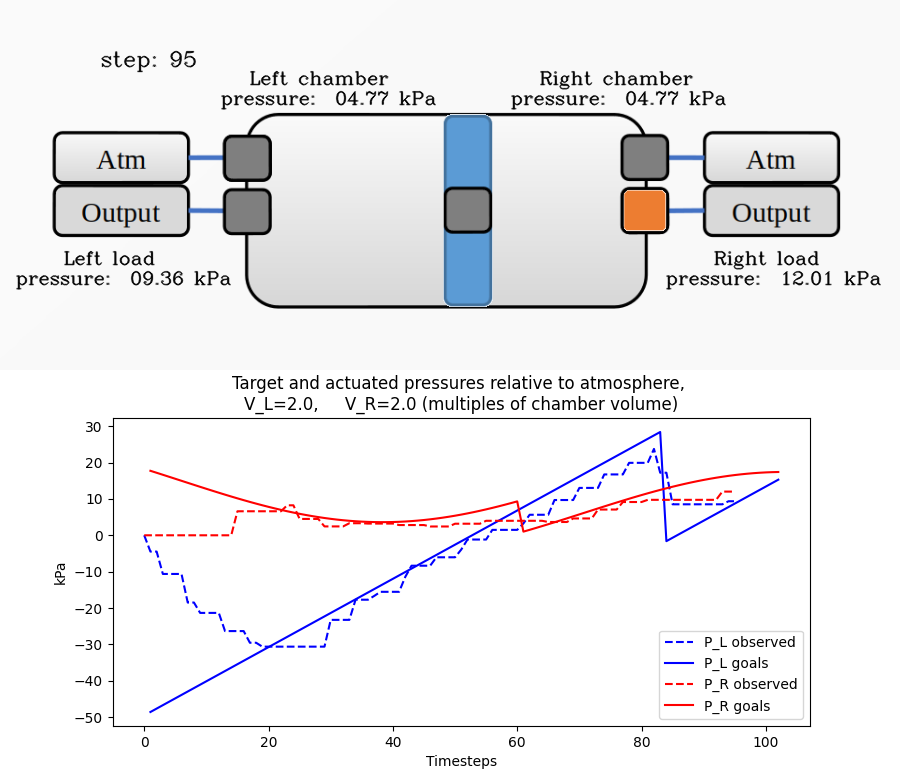 step: 95
Left chamber
pressure: 04.77 kPa
Right chamber
pressure: 04.77 kPa
Atm
Output
Atm
Output
Left load
pressure: 09.36 kPa
Right load
pressure: 12.01 kPa
Target and actuated pressures relative to atmosphere,
V_L=2.0, V_R=2.0 (multiples of chamber volume)
kPa
30
20
10
0
−10
−20
−30
−40
−50
P_L observed
P_L goals
P_R observed
P_R goals
0 20 40 60 80 100
Timesteps